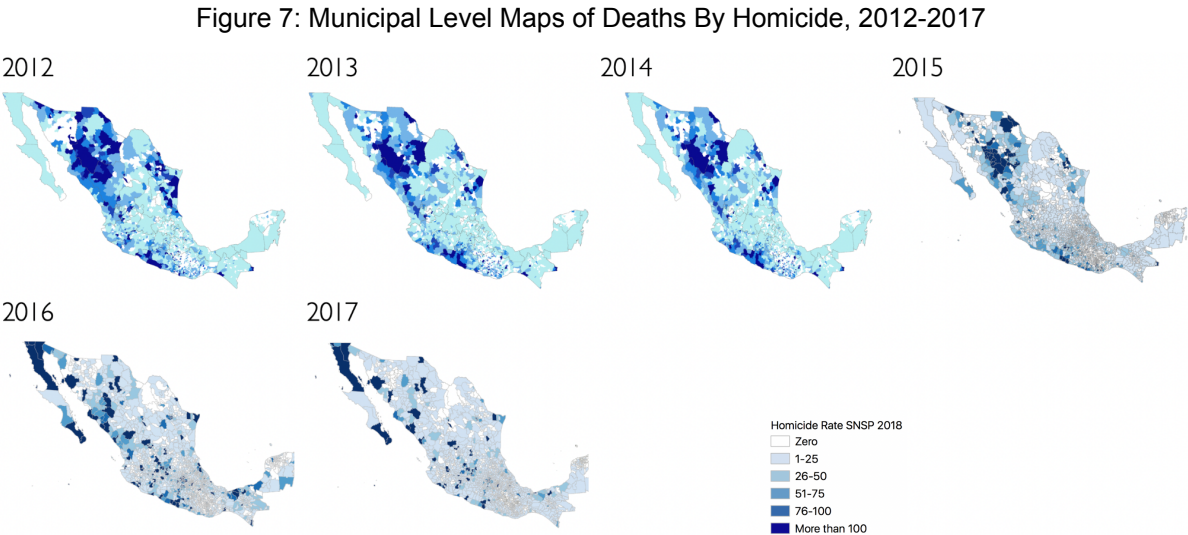 Figure 7: Municipal Level Maps of Deaths By Homicide, 2012-2017
2012
2013
2014
2015
2016
2017
Homicide Rate SNSP 2018
Zero
1-25
26-50
51-75
76-100
More than 100